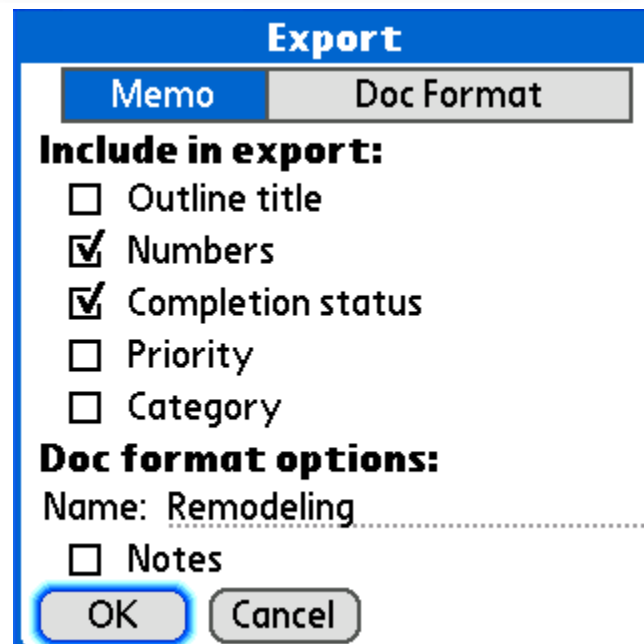 Export
Memo Doc Format
Include in export:
Outline title
Numbers
Completion status
Priority
Category
Doc format options:
Name: Remodeling
Notes
OK Cancel